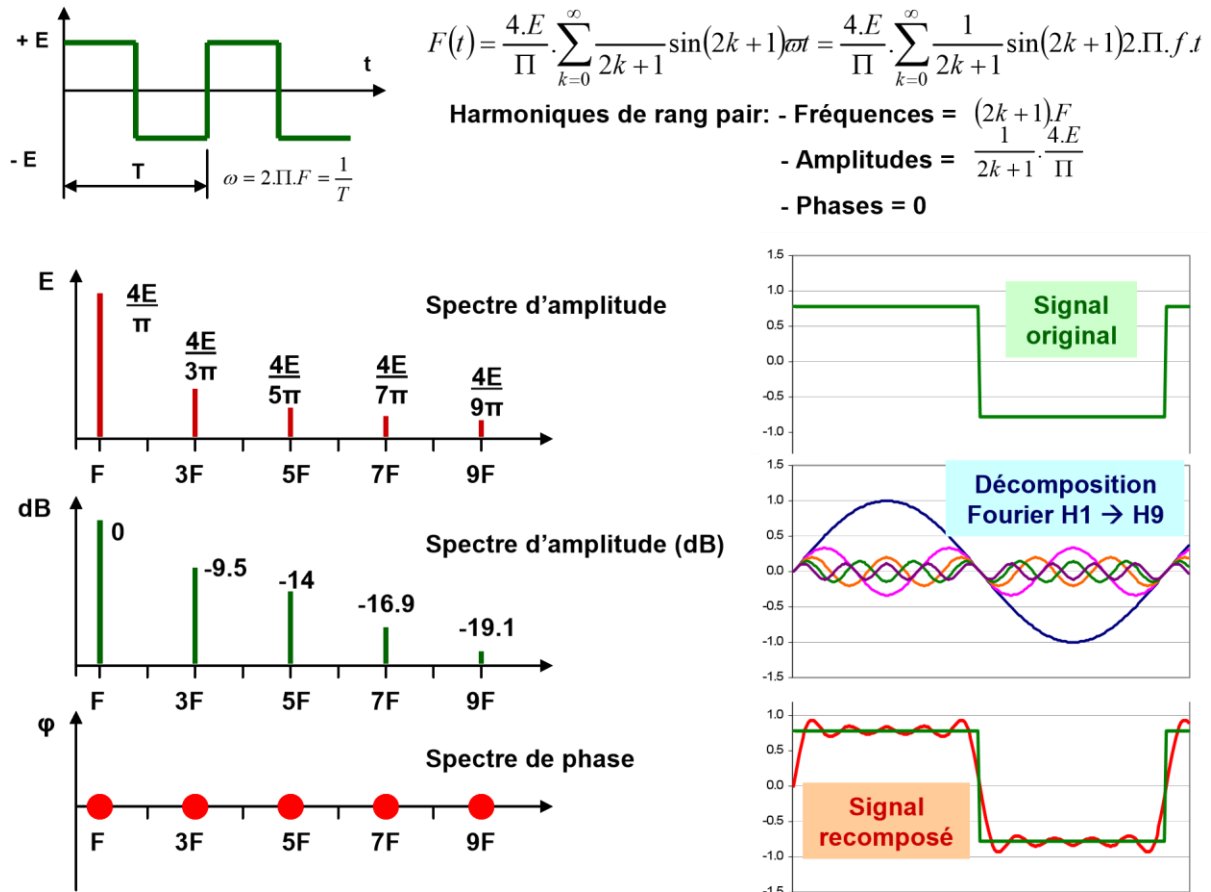 + E
t
- E
T
ω = 2.Π.F = 1/T
F(t) = 4.E/Π . ∑_{k=0}^{∞} 1/(2k+1) sin(2k+1)ϖt = 4.E/Π . ∑_{k=0}^{∞} 1/(2k+1) sin(2k+1)2.Π.f.t
Harmoniques de rang pair: - Fréquences = (2k+1).F
- Amplitudes = 1/(2k+1) . 4.E/Π
- Phases = 0
E
4E/π
4E/3π
4E/5π
4E/7π
4E/9π
Spectre d'amplitude
F 3F 5F 7F 9F
dB
0
-9.5
-14
-16.9
-19.1
Spectre d'amplitude (dB)
F 3F 5F 7F 9F
φ
Spectre de phase
F 3F 5F 7F 9F
1.5
1.0
0.5
0.0
-0.5
-1.0
Signal
original
1.5
1.0
0.5
0.0
-0.5
-1.0
-1.5
Décomposition
Fourier H1 → H9
1.0
0.5
0.0
-0.5
-1.0
-1.5
Signal
recomposé